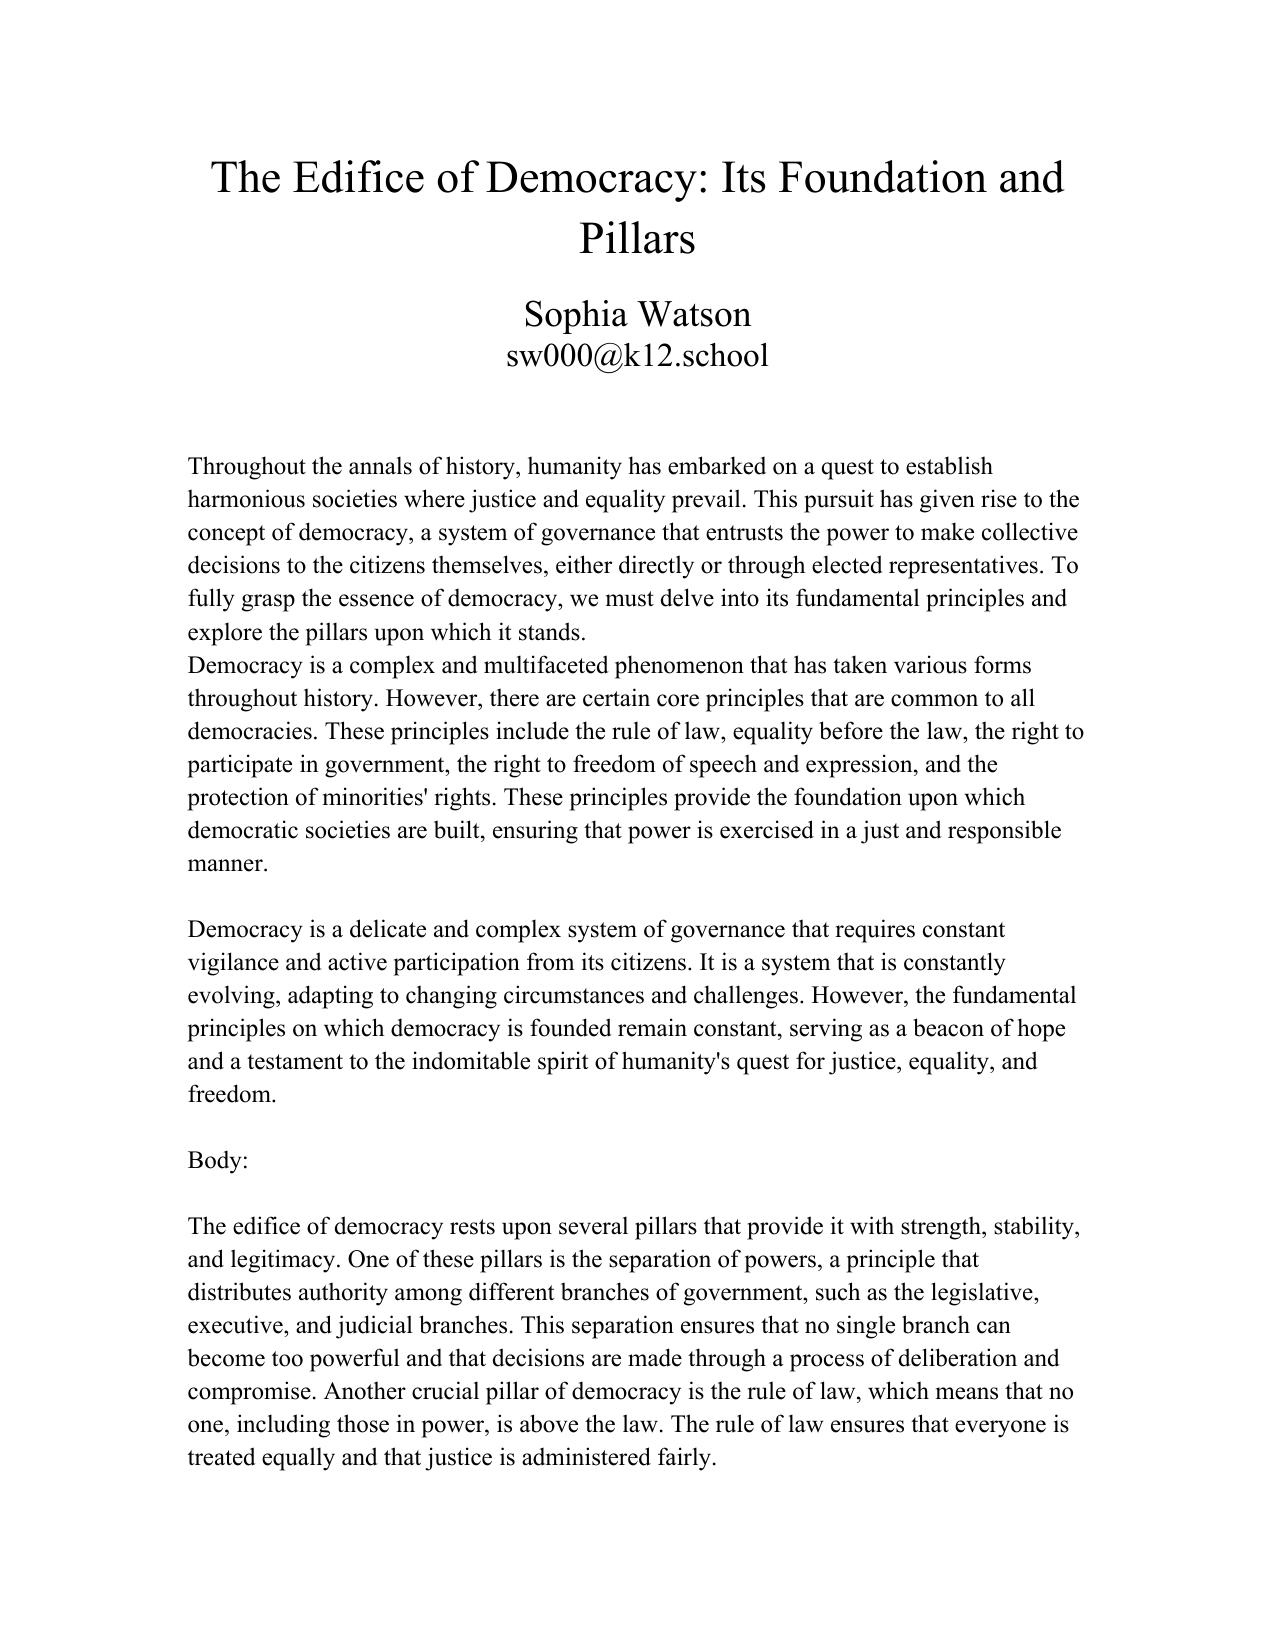 The Edifice of Democracy: Its Foundation and
Pillars
Sophia Watson
sw000@k12.school
Throughout the annals of history, humanity has embarked on a quest to establish
harmonious societies where justice and equality prevail. This pursuit has given rise to the
concept of democracy, a system of governance that entrusts the power to make collective
decisions to the citizens themselves, either directly or through elected representatives. To
fully grasp the essence of democracy, we must delve into its fundamental principles and
explore the pillars upon which it stands.
Democracy is a complex and multifaceted phenomenon that has taken various forms
throughout history. However, there are certain core principles that are common to all
democracies. These principles include the rule of law, equality before the law, the right to
participate in government, the right to freedom of speech and expression, and the
protection of minorities' rights. These principles provide the foundation upon which
democratic societies are built, ensuring that power is exercised in a just and responsible
manner.
Democracy is a delicate and complex system of governance that requires constant
vigilance and active participation from its citizens. It is a system that is constantly
evolving, adapting to changing circumstances and challenges. However, the fundamental
principles on which democracy is founded remain constant, serving as a beacon of hope
and a testament to the indomitable spirit of humanity's quest for justice, equality, and
freedom.
Body:
The edifice of democracy rests upon several pillars that provide it with strength, stability,
and legitimacy. One of these pillars is the separation of powers, a principle that
distributes authority among different branches of government, such as the legislative,
executive, and judicial branches. This separation ensures that no single branch can
become too powerful and that decisions are made through a process of deliberation and
compromise. Another crucial pillar of democracy is the rule of law, which means that no
one, including those in power, is above the law. The rule of law ensures that everyone is
treated equally and that justice is administered fairly.